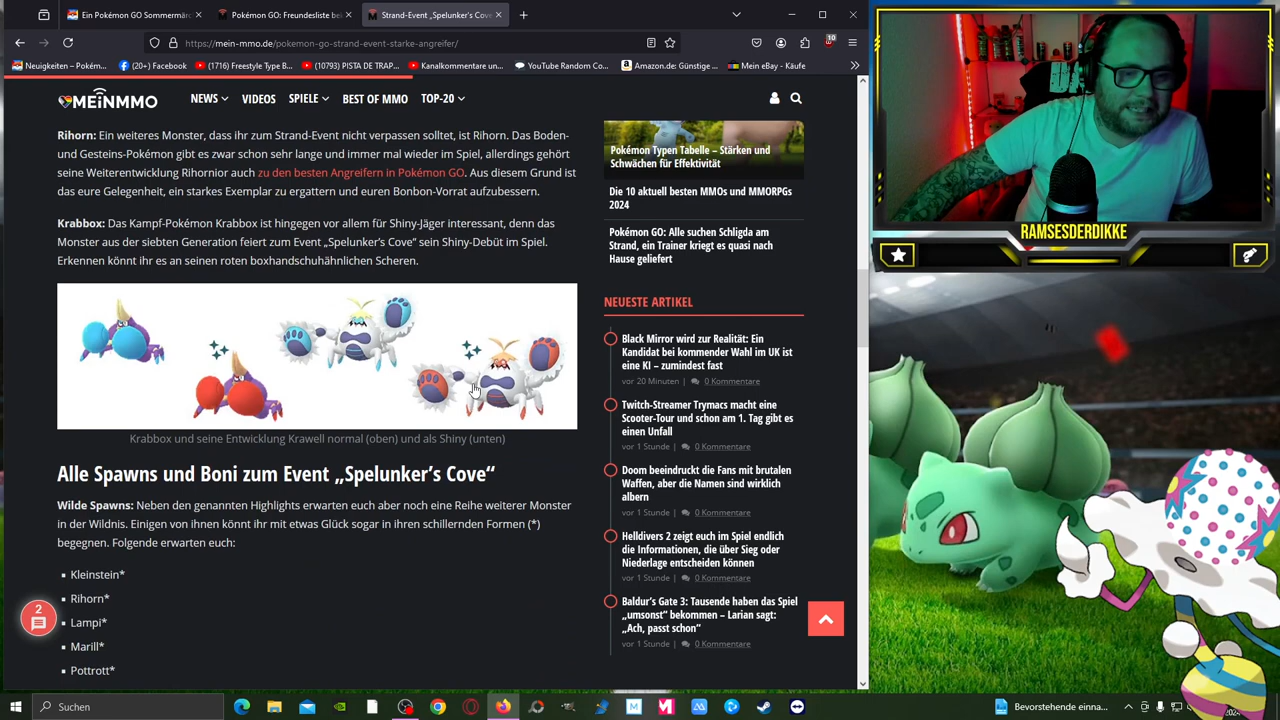 Ein Pokémon GO Sommermärc
Pokémon GO: Freundesliste bei
Strand-Event „Spelunker's Cove"
https://mein-mmo.de/pokemon-go-strand-event-starke-angreifer/
10
Neuigkeiten – Pokém...
(20+) Facebook
(1716) Freestyle Type B...
(10793) PISTA DE TRAP...
Kanalkommentare un...
YouTube Random Co...
Amazon.de: Günstige ...
Mein eBay - Käufe
MEiNMMO
NEWS
VIDEOS
SPIELE
BEST OF MMO
TOP-20
Rihorn: Ein weiteres Monster, dass ihr zum Strand-Event nicht verpassen solltet, ist Rihorn. Das Boden-
und Gesteins-Pokémon gibt es zwar schon sehr lange und immer mal wieder im Spiel, allerdings gehört
seine Weiterentwicklung Rihornior auch zu den besten Angreifern in Pokémon GO. Aus diesem Grund ist
das eure Gelegenheit, ein starkes Exemplar zu ergattern und euren Bonbon-Vorrat aufzubessern.
Krabbox: Das Kampf-Pokémon Krabbox ist hingegen vor allem für Shiny-Jäger interessant, denn das
Monster aus der siebten Generation feiert zum Event „Spelunker's Cove" sein Shiny-Debüt im Spiel.
Erkennen könnt ihr es an seinen roten boxhandschuhähnlichen Scheren.
Krabbox und seine Entwicklung Krawell normal (oben) und als Shiny (unten)
Alle Spawns und Boni zum Event „Spelunker's Cove"
Wilde Spawns: Neben den genannten Highlights erwarten euch aber noch eine Reihe weiterer Monster
in der Wildnis. Einigen von ihnen könnt ihr mit etwas Glück sogar in ihren schillernden Formen (*)
begegnen. Folgende erwarten euch:
Kleinstein*
Rihorn*
Lampi*
Marill*
Pottrott*
2
Pokémon Typen Tabelle – Stärken und
Schwächen für Effektivität
Die 10 aktuell besten MMOs und MMORPGs
2024
Pokémon GO: Alle suchen Schligda am
Strand, ein Trainer kriegt es quasi nach
Hause geliefert
NEUESTE ARTIKEL
Black Mirror wird zur Realität: Ein
Kandidat bei kommender Wahl im UK ist
eine KI – zumindest fast
vor 20 Minuten | 0 Kommentare
Twitch-Streamer Trymacs macht eine
Scooter-Tour und schon am 1. Tag gibt es
einen Unfall
vor 1 Stunde | 0 Kommentare
Doom beeindruckt die Fans mit brutalen
Waffen, aber die Namen sind wirklich
albern
vor 1 Stunde | 0 Kommentare
Helldivers 2 zeigt euch im Spiel endlich
die Informationen, die über Sieg oder
Niederlage entscheiden können
vor 1 Stunde | 0 Kommentare
Baldur's Gate 3: Tausende haben das Spiel
„umsonst" bekommen – Larian sagt:
„Ach, passt schon"
vor 1 Stunde | 0 Kommentare
RAMSESDERDIKKE
Suchen
Bevorstehende einna...